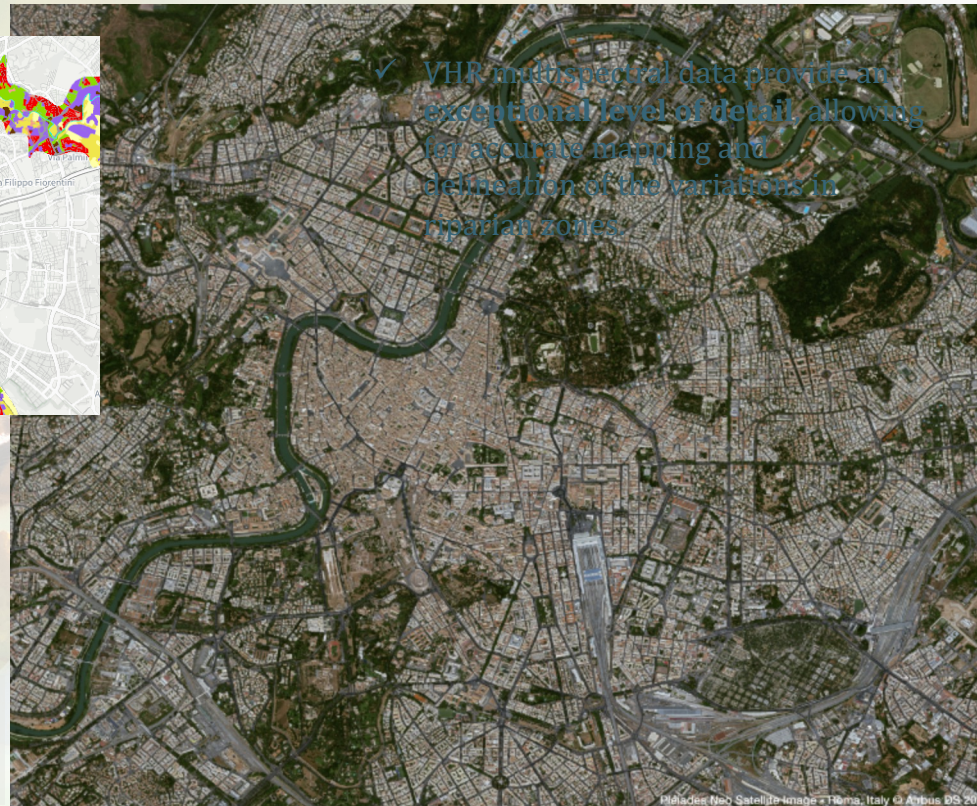 ✓ VHR multispectral data provide an
exceptional level of detail, allowing
for accurate mapping and
delineation of the variations in
riparian zones.
Via Palmi
Filippo Fiorentini
Pléiades Neo Satellite Image - Roma, Italy © Airbus DS